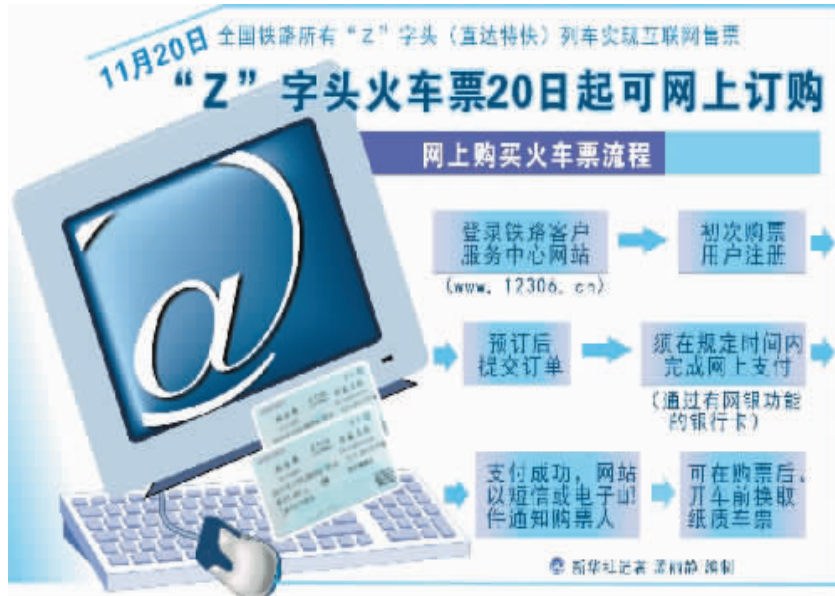 11月20日
全国铁路所有“Z”字头（直达特快）列车实现互联网售票
“Z”字头火车票20日起可网上订购
网上购买火车票流程
登录铁路客户
服务中心网站
(www. 12306. cn)
初次购票
用户注册
预订后
提交订单
须在规定时间内
完成网上支付
(通过有网银功能
的银行卡)
支付成功，网站
以短信或电子邮
件通知购票人
可在购票后、
开车前换取
纸质车票
新华社记者 编制